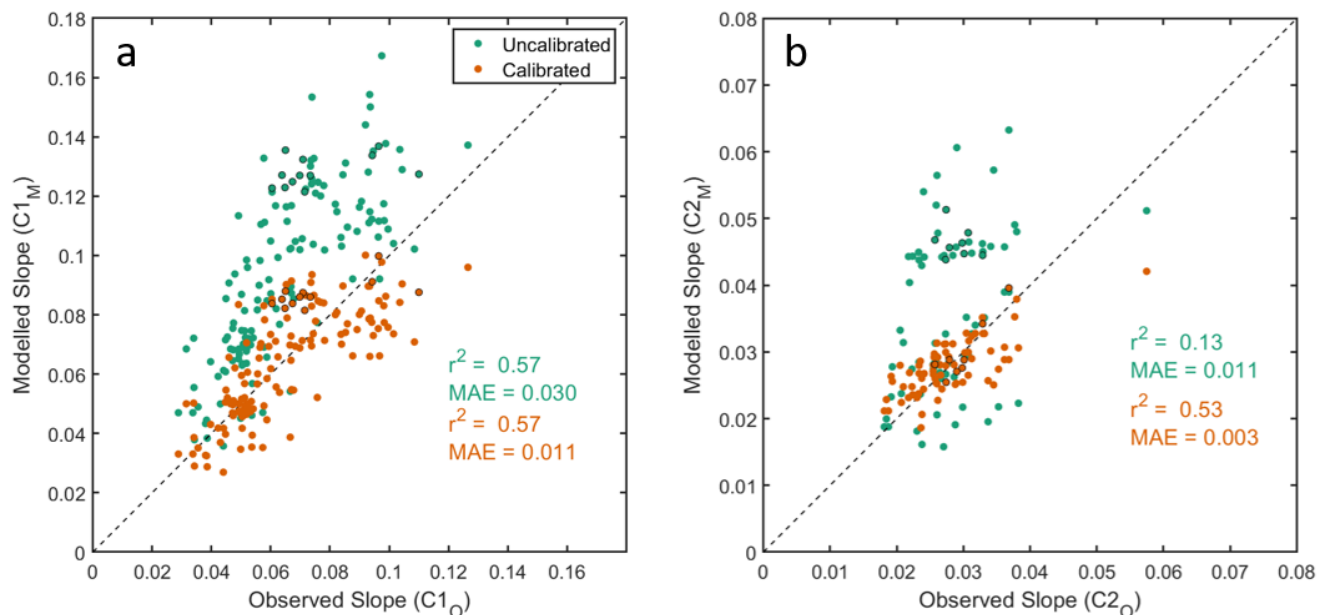 a
Uncalibrated
Calibrated
0.18
0.16
0.14
0.12
0.1
0.08
0.06
0.04
0.02
0
Modelled Slope (C1_M)
r² = 0.57
MAE = 0.030
r² = 0.57
MAE = 0.011
0 0.02 0.04 0.06 0.08 0.1 0.12 0.14 0.16
Observed Slope (C1_O)
b
0.08
0.07
0.06
0.05
0.04
0.03
0.02
0.01
0
Modelled Slope (C2_M)
r² = 0.13
MAE = 0.011
r² = 0.53
MAE = 0.003
0 0.01 0.02 0.03 0.04 0.05 0.06 0.07 0.08
Observed Slope (C2_O)